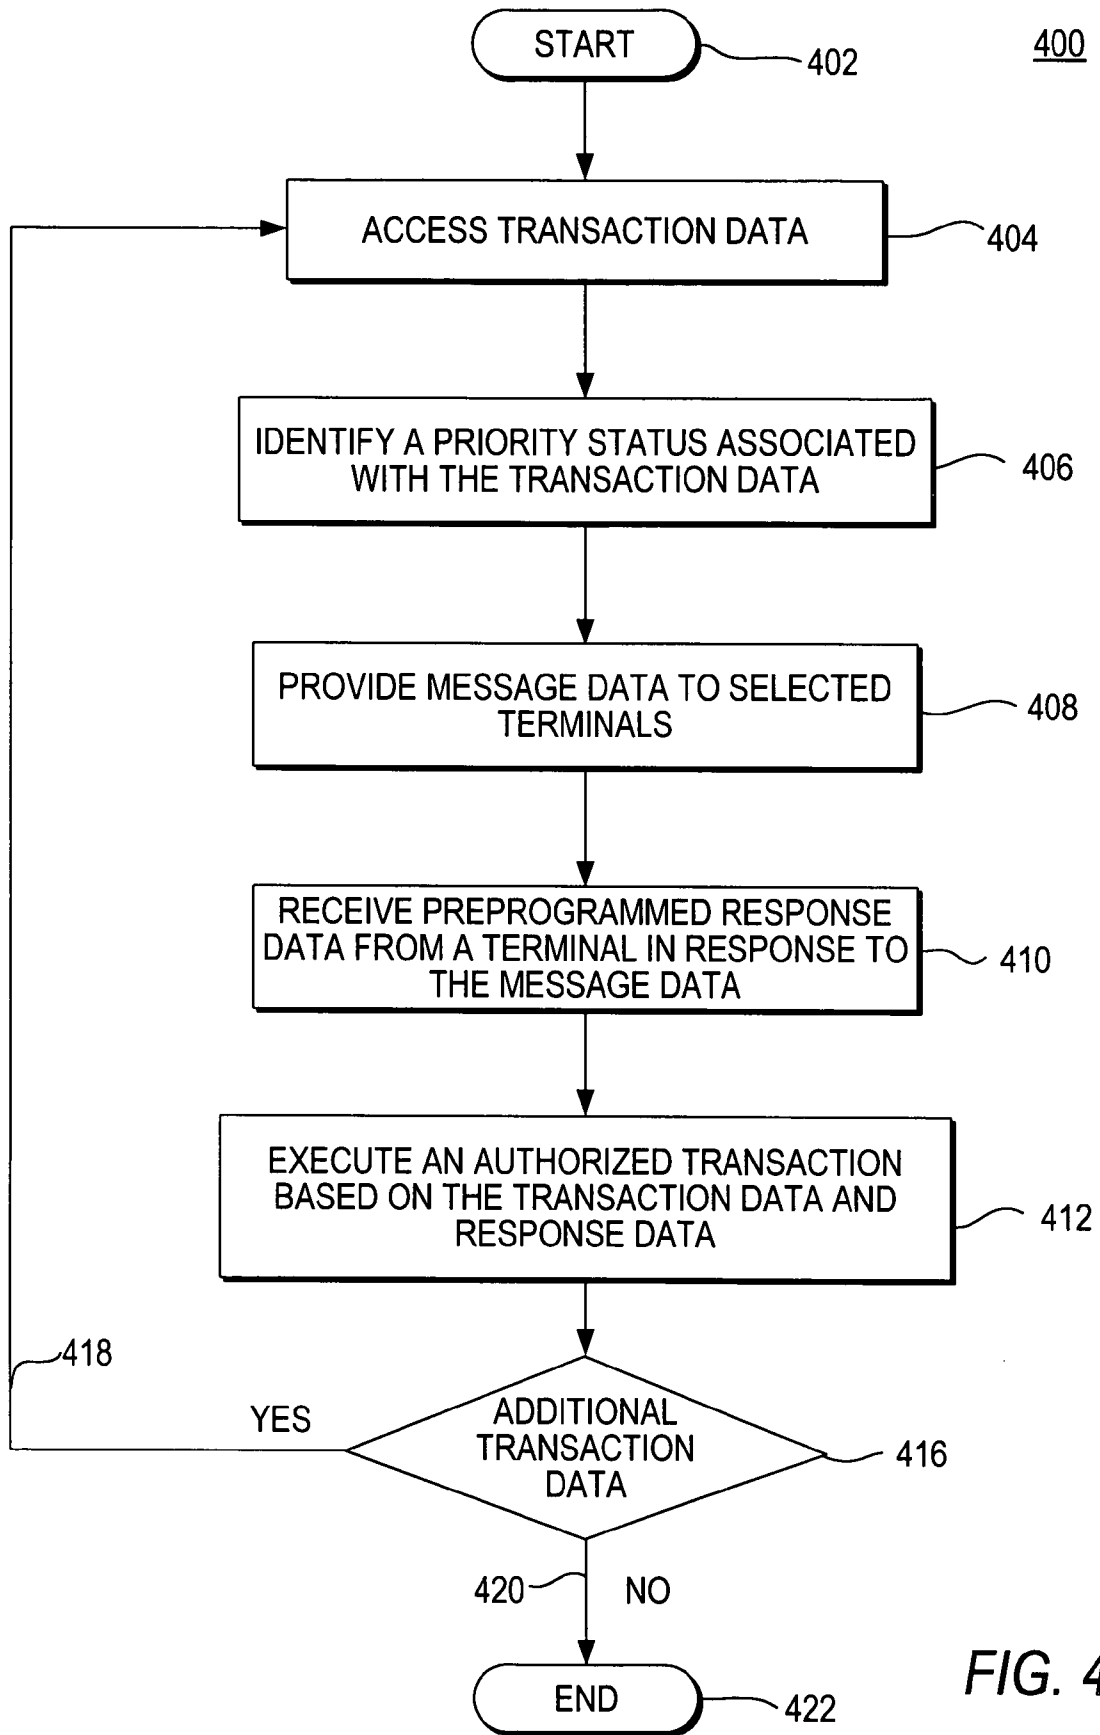 START
402
400
ACCESS TRANSACTION DATA
404
IDENTIFY A PRIORITY STATUS ASSOCIATED
WITH THE TRANSACTION DATA
406
PROVIDE MESSAGE DATA TO SELECTED
TERMINALS
408
RECEIVE PREPROGRAMMED RESPONSE
DATA FROM A TERMINAL IN RESPONSE TO
THE MESSAGE DATA
410
EXECUTE AN AUTHORIZED TRANSACTION
BASED ON THE TRANSACTION DATA AND
RESPONSE DATA
412
418
YES
ADDITIONAL
TRANSACTION
DATA
416
420
NO
END
422
FIG. 4